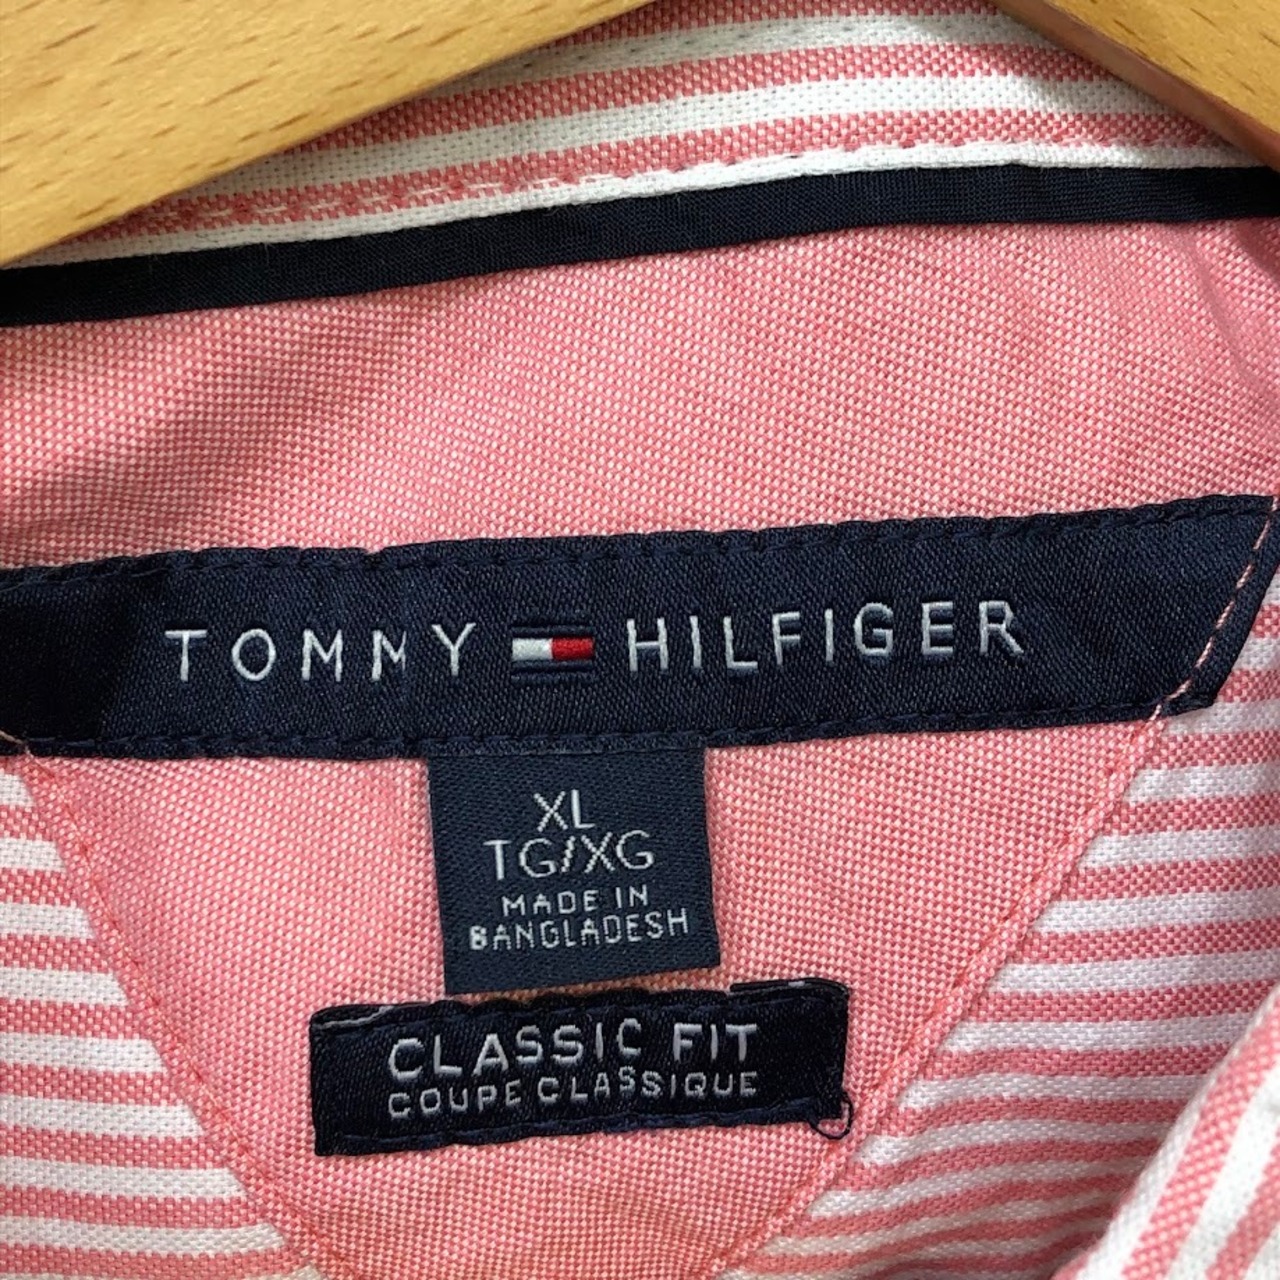 TOMMY HILFIGER
XL
TG/XG
MADE IN
BANGLADESH
CLASSIC FIT
COUPE CLASSIQUE